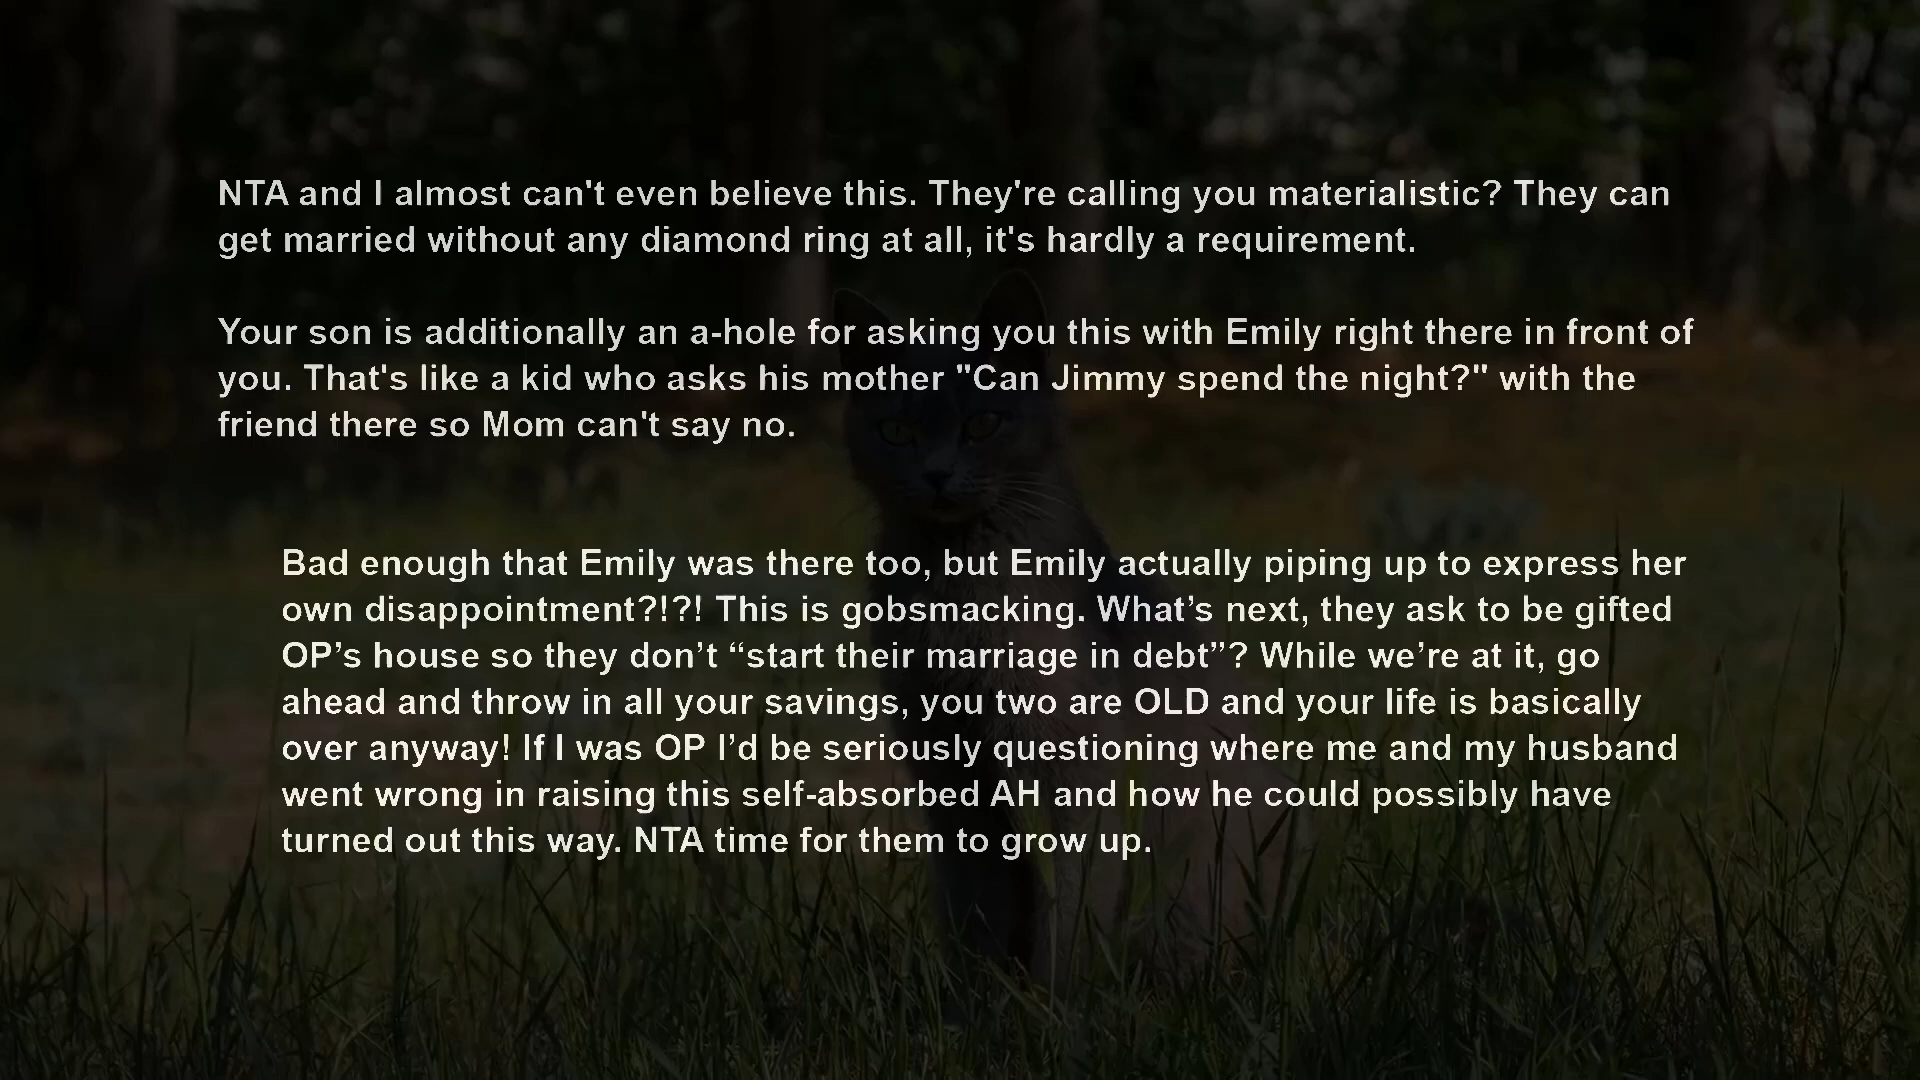 NTA and I almost can't even believe this. They're calling you materialistic? They can
get married without any diamond ring at all, it's hardly a requirement.
Your son is additionally an a-hole for asking you this with Emily right there in front of
you. That's like a kid who asks his mother "Can Jimmy spend the night?" with the
friend there so Mom can't say no.
Bad enough that Emily was there too, but Emily actually piping up to express her
own disappointment?!?! This is gobsmacking. What’s next, they ask to be gifted
OP’s house so they don’t “start their marriage in debt”? While we’re at it, go
ahead and throw in all your savings, you two are OLD and your life is basically
over anyway! If I was OP I’d be seriously questioning where me and my husband
went wrong in raising this self-absorbed AH and how he could possibly have
turned out this way. NTA time for them to grow up.